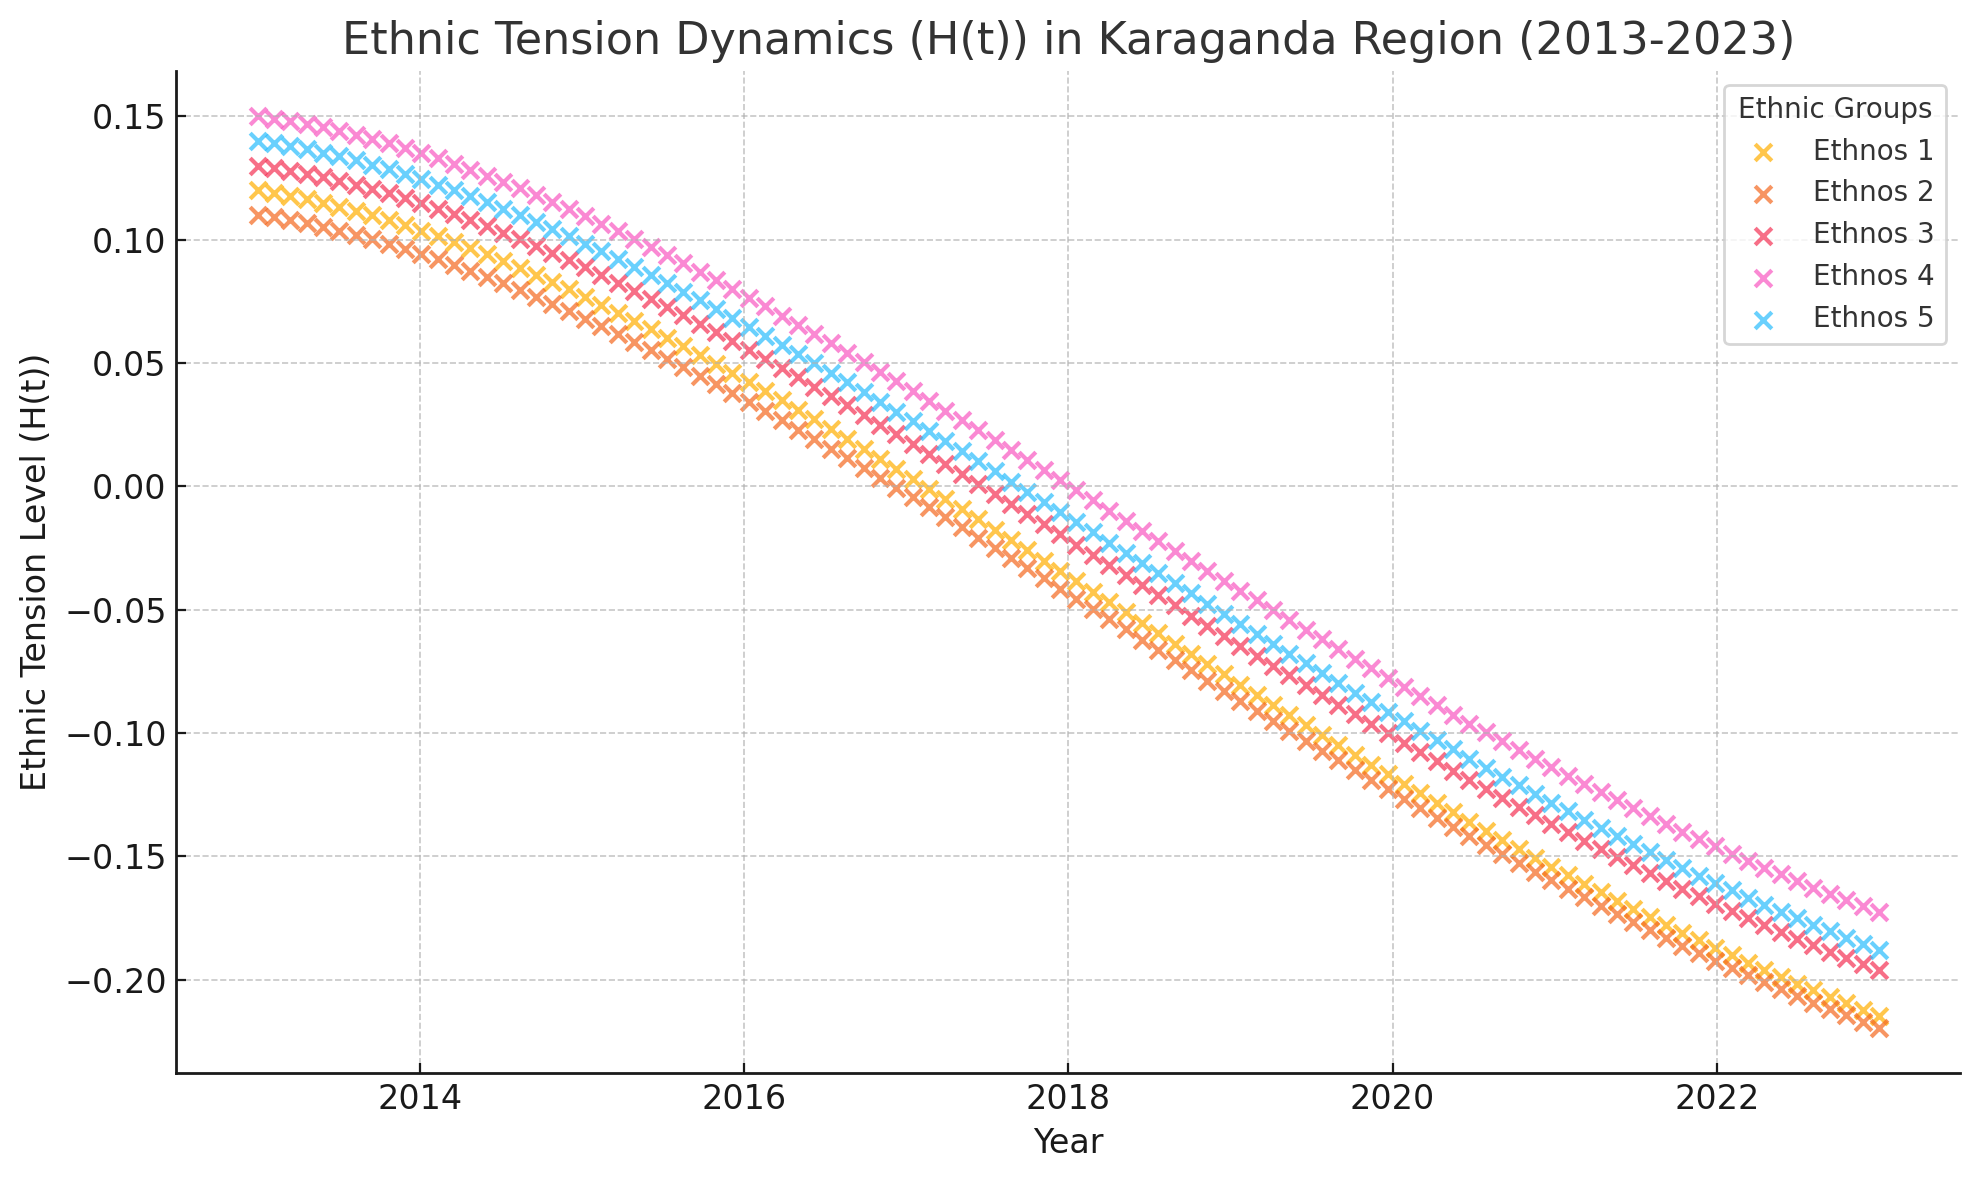 Ethnic Tension Dynamics (H(t)) in Karaganda Region (2013-2023)
Ethnic Groups
Ethnos 1
Ethnos 2
Ethnos 3
Ethnos 4
Ethnos 5
Ethnic Tension Level (H(t))
0.15
0.10
0.05
0.00
−0.05
−0.10
−0.15
−0.20
2014 2016 2018 2020 2022
Year